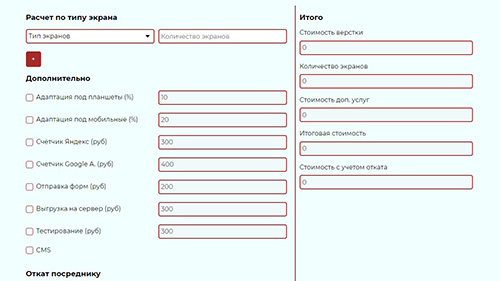 Расчет по типу экрана
Тип экранов
Количество экранов
+
Дополнительно
Адаптация под планшеты (%)
10
Адаптация под мобильные (%)
20
Счётчик Яндекс (руб)
300
Счетчик Google A. (руб)
400
Отправка форм (руб)
200
Выгрузка на сервер (руб)
300
Тестирование (руб)
300
CMS
Откат посреднику
Итого
Стоимость верстки
0
Количество экранов
0
Стоимость доп. услуг
0
Итоговая стоимость
0
Стоимость с учетом отката
0